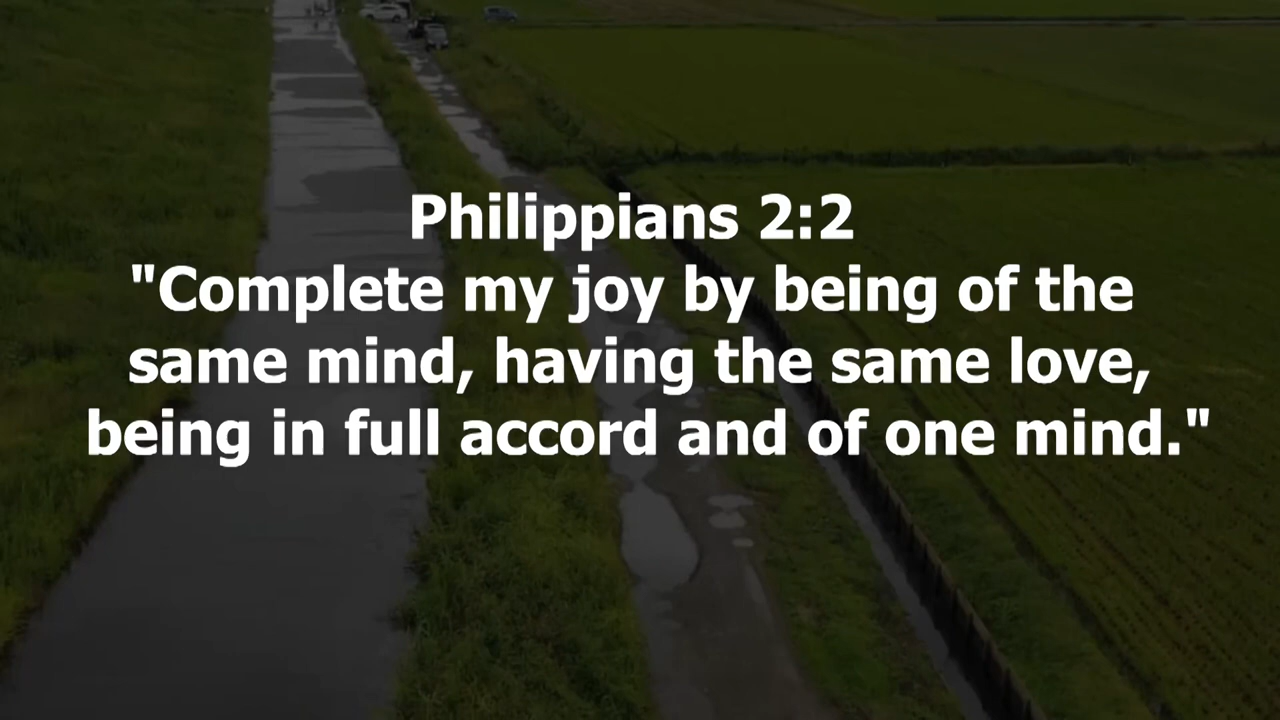 Philippians 2:2
"Complete my joy by being of the
same mind, having the same love,
being in full accord and of one mind."